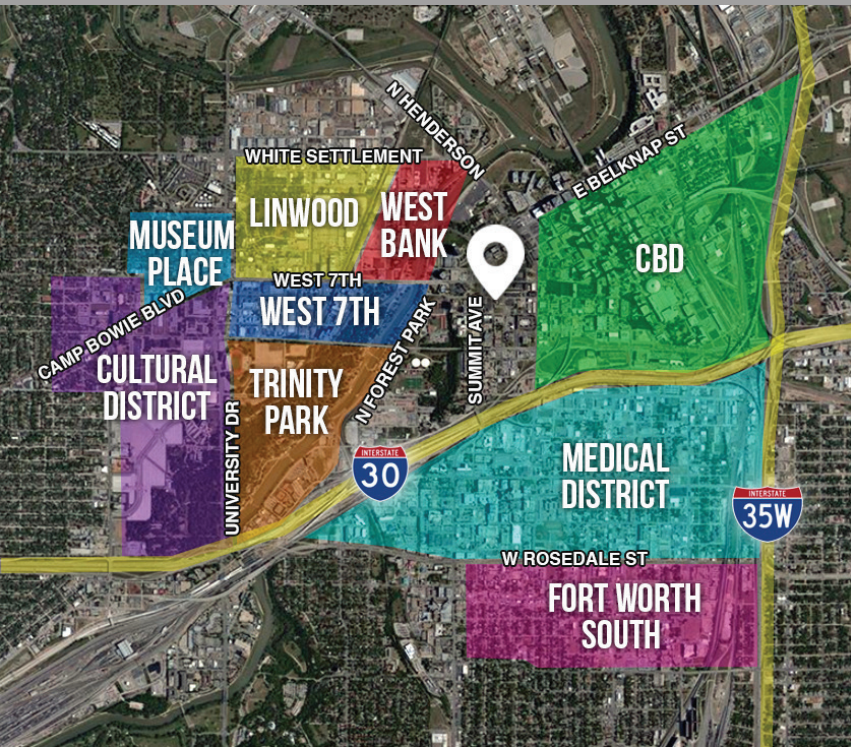 N HENDERSON
WHITE SETTLEMENT
E BELKNAP ST
LINWOOD
WEST
BANK
MUSEUM
PLACE
CBD
WEST 7TH
WEST 7TH
CAMP BOWIE BLVD
SUMMIT AVE
N FOREST PARK
CULTURAL
DISTRICT
TRINITY
PARK
UNIVERSITY DR
INTERSTATE
30
MEDICAL
DISTRICT
INTERSTATE
35W
W ROSEDALE ST
FORT WORTH
SOUTH